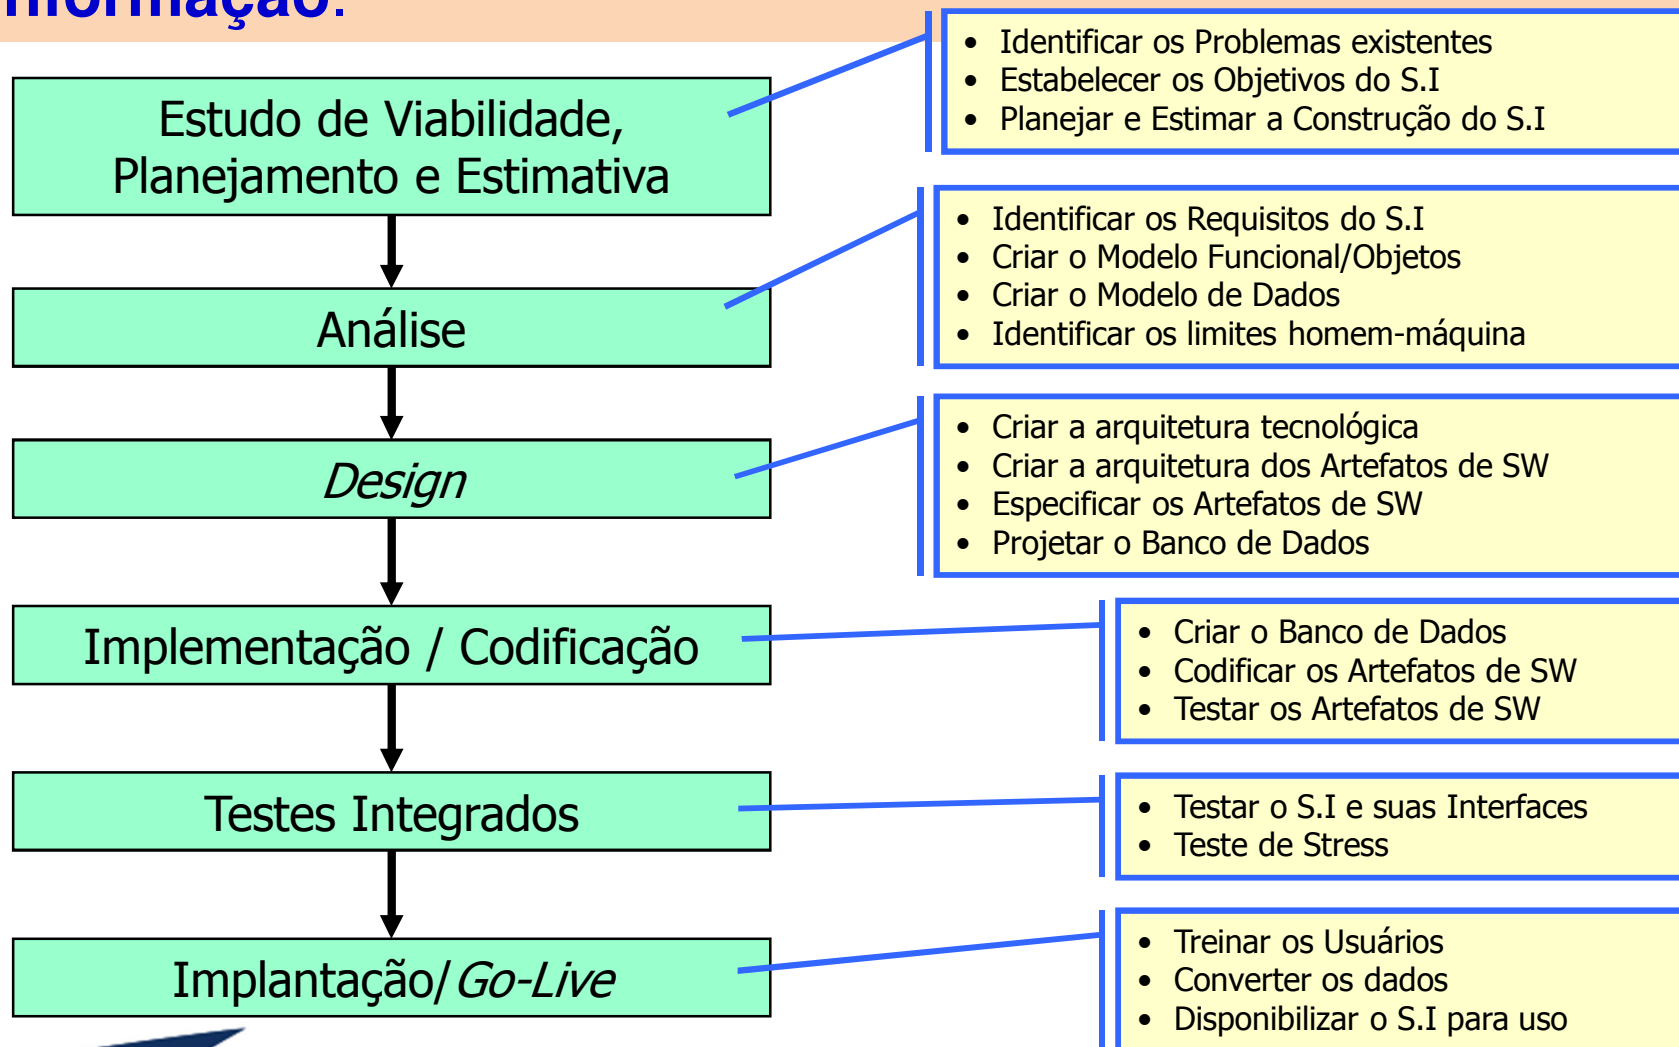 nformação.
Estudo de Viabilidade,
Planejamento e Estimativa
• Identificar os Problemas existentes
• Estabelecer os Objetivos do S.I
• Planejar e Estimar a Construção do S.I
Análise
• Identificar os Requisitos do S.I
• Criar o Modelo Funcional/Objetos
• Criar o Modelo de Dados
• Identificar os limites homem-máquina
Design
• Criar a arquitetura tecnológica
• Criar a arquitetura dos Artefatos de SW
• Especificar os Artefatos de SW
• Projetar o Banco de Dados
Implementação / Codificação
• Criar o Banco de Dados
• Codificar os Artefatos de SW
• Testar os Artefatos de SW
Testes Integrados
• Testar o S.I e suas Interfaces
• Teste de Stress
Implantação/Go-Live
• Treinar os Usuários
• Converter os dados
• Disponibilizar o S.I para uso